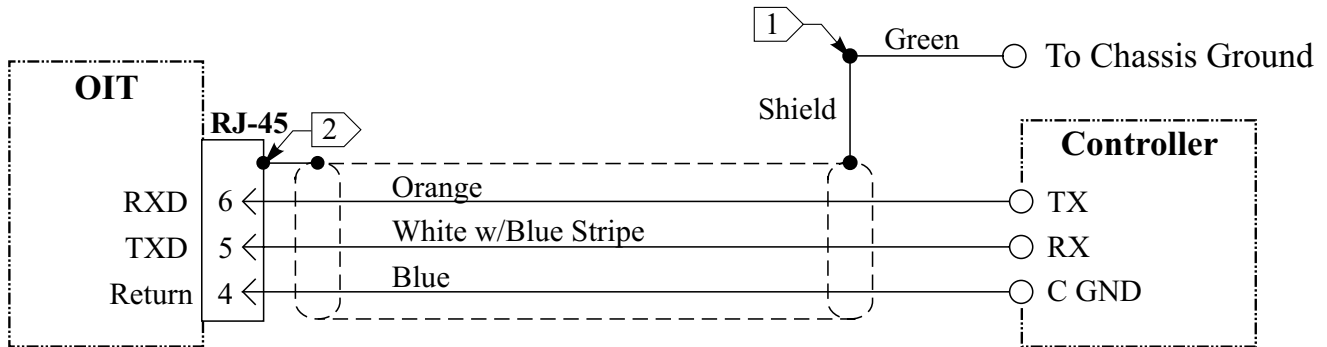 1
Green
To Chassis Ground
OIT
Shield
RJ-45
2
Controller
RXD 6 Orange TX
TXD 5 White w/Blue Stripe RX
Return 4 Blue C GND